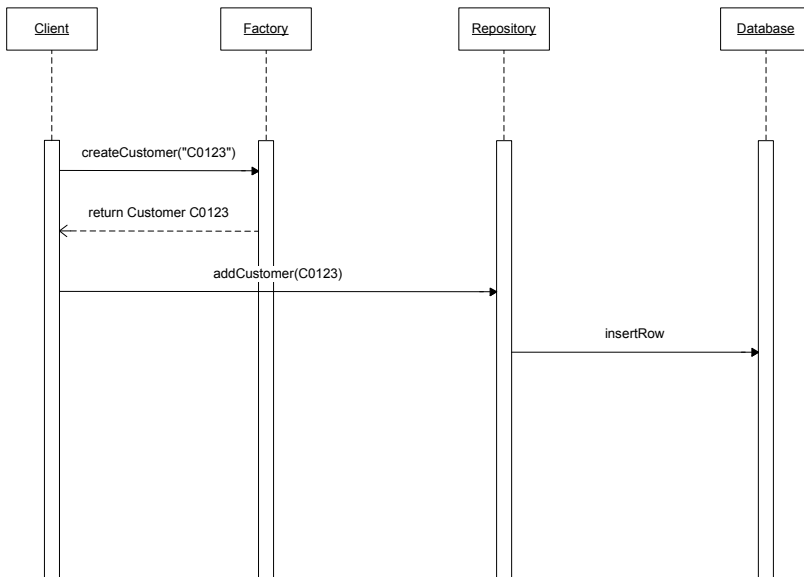 Client
Factory
Repository
Database
createCustomer("C0123")
return Customer C0123
addCustomer(C0123)
insertRow